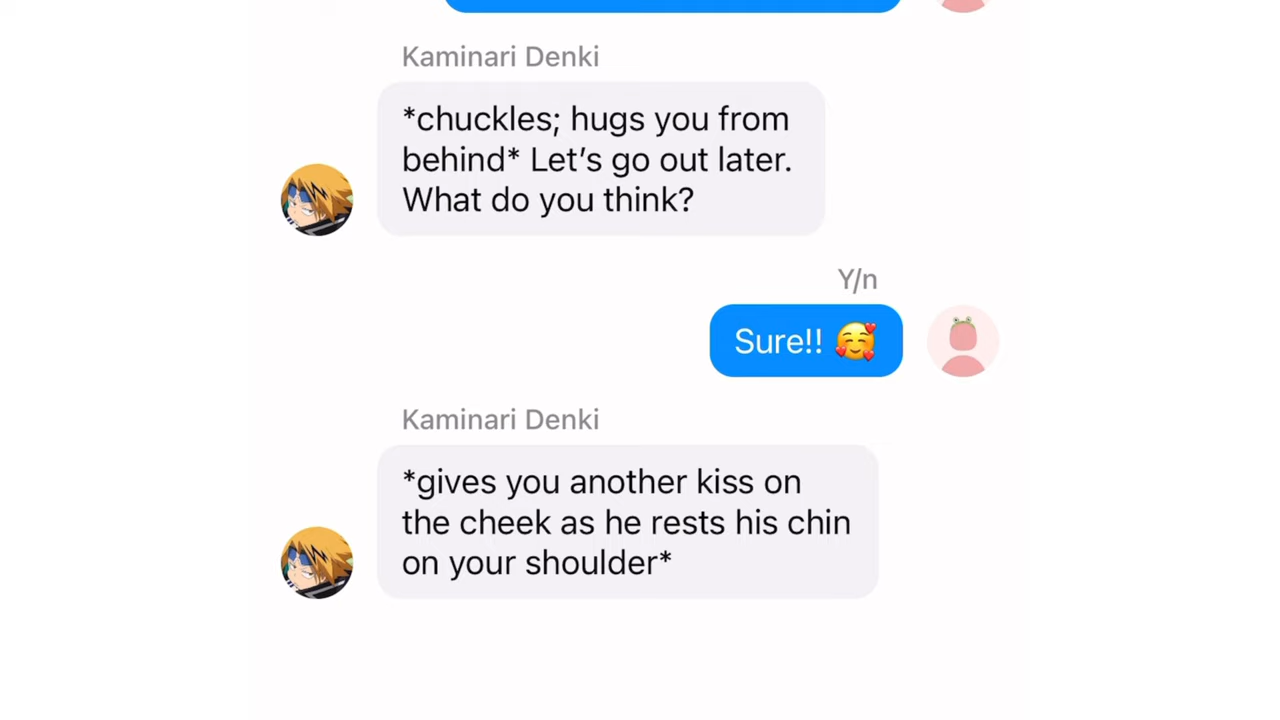 Kaminari Denki
*chuckles; hugs you from
behind* Let’s go out later.
What do you think?
Y/n
Sure!! 🥰
Kaminari Denki
*gives you another kiss on
the cheek as he rests his chin
on your shoulder*